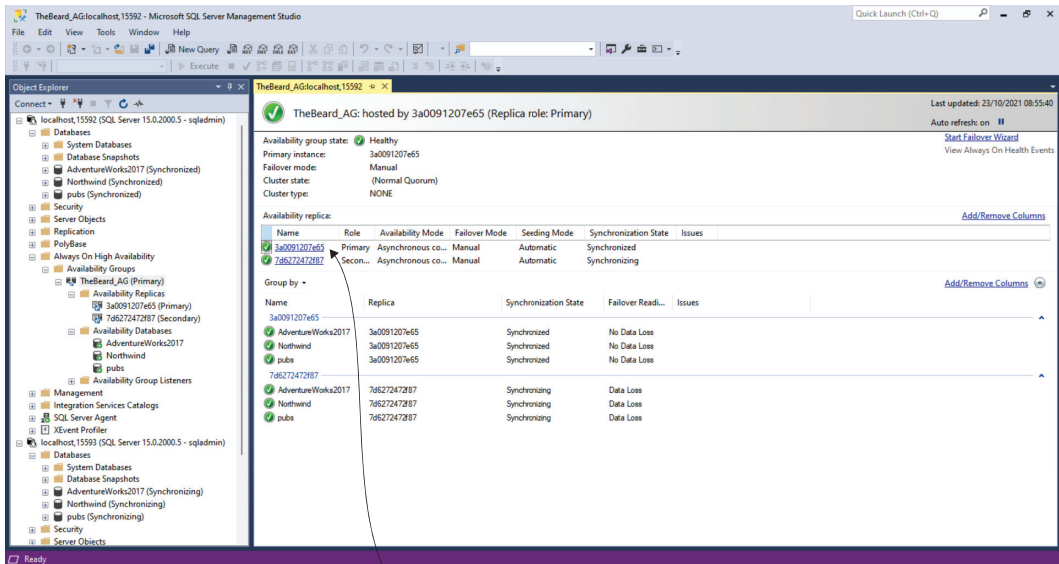 TheBeard_AG:localhost,15592 - Microsoft SQL Server Management Studio
Quick Launch (Ctrl+Q)
File Edit View Tools Window Help
New Query
Execute
Object Explorer
Connect
localhost,15592 (SQL Server 15.0.2000.5 - sqladmin)
Databases
System Databases
Database Snapshots
AdventureWorks2017 (Synchronized)
Northwind (Synchronized)
pubs (Synchronized)
Security
Server Objects
Replication
PolyBase
Always On High Availability
Availability Groups
TheBeard_AG (Primary)
Availability Replicas
3a0091207e65 (Primary)
7d6272472f87 (Secondary)
Availability Databases
AdventureWorks2017
Northwind
pubs
Availability Group Listeners
Management
Integration Services Catalogs
SQL Server Agent
XEvent Profiler
localhost,15593 (SQL Server 15.0.2000.5 - sqladmin)
Databases
System Databases
Database Snapshots
AdventureWorks2017 (Synchronizing)
Northwind (Synchronizing)
pubs (Synchronizing)
Security
Server Objects
TheBeard_AG:localhost,15592
TheBeard_AG: hosted by 3a0091207e65 (Replica role: Primary)
Last updated: 23/10/2021 08:55:40
Auto refresh: on
Availability group state: Healthy
Start Failover Wizard
Primary instance: 3a0091207e65
View Always On Health Events
Failover mode: Manual
Cluster state: (Normal Quorum)
Cluster type: NONE
Availability replica: Add/Remove Columns
Name Role Availability Mode Failover Mode Seeding Mode Synchronization State Issues
3a0091207e65 Primary Asynchronous co... Manual Automatic Synchronized
7d6272472f87 Secon... Asynchronous co... Manual Automatic Synchronizing
Group by Add/Remove Columns
Name Replica Synchronization State Failover Readi... Issues
3a0091207e65
AdventureWorks2017 3a0091207e65 Synchronized No Data Loss
Northwind 3a0091207e65 Synchronized No Data Loss
pubs 3a0091207e65 Synchronized No Data Loss
7d6272472f87
AdventureWorks2017 7d6272472f87 Synchronizing Data Loss
Northwind 7d6272472f87 Synchronizing Data Loss
pubs 7d6272472f87 Synchronizing Data Loss
Ready